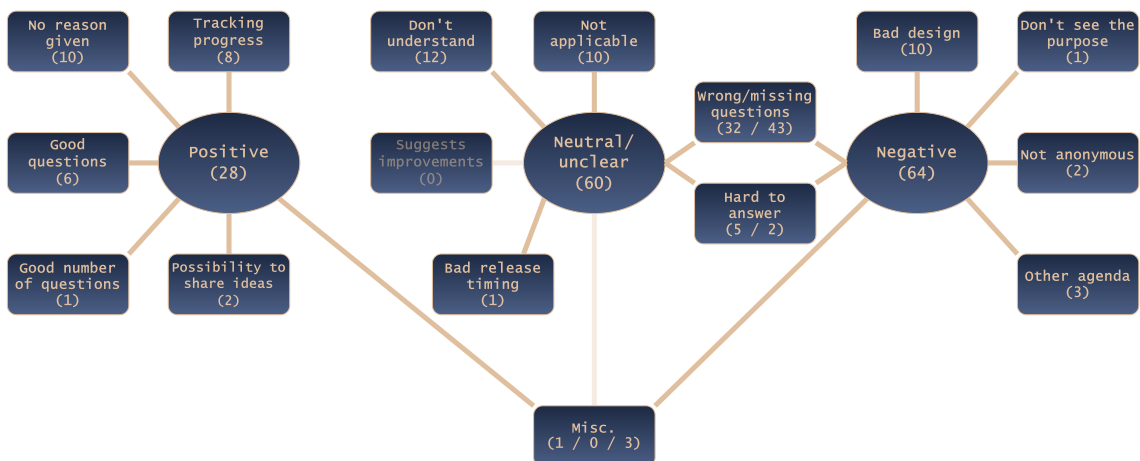 No reason
given
(10)
Tracking
progress
(8)
Don't
understand
(12)
Not
applicable
(10)
Bad design
(10)
Don't see the
purpose
(1)
Wrong/missing
questions
(32 / 43)
Good
questions
(6)
Positive
(28)
Suggests
improvements
(0)
Neutral/
unclear
(60)
Negative
(64)
Not anonymous
(2)
Hard to
answer
(5 / 2)
Good number
of questions
(1)
Possibility to
share ideas
(2)
Bad release
timing
(1)
Other agenda
(3)
Misc.
(1 / 0 / 3)